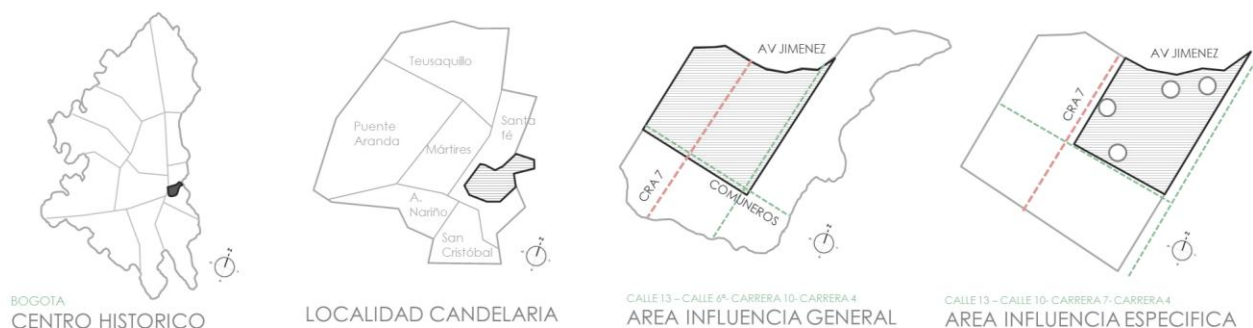 BOGOTA
CENTRO HISTORICO
Teusaquillo
Puente
Aranda
Mártires
Santa
fé
A.
Nariño
San
Cristóbal
LOCALIDAD CANDELARIA
AV JIMENEZ
CRA 7
COMUNEROS
CALLE 13 – CALLE 6ª- CARRERA 10- CARRERA 4
AREA INFLUENCIA GENERAL
AV JIMENEZ
CRA 7
CALLE 13 – CALLE 10- CARRERA 7- CARRERA 4
AREA INFLUENCIA ESPECIFICA